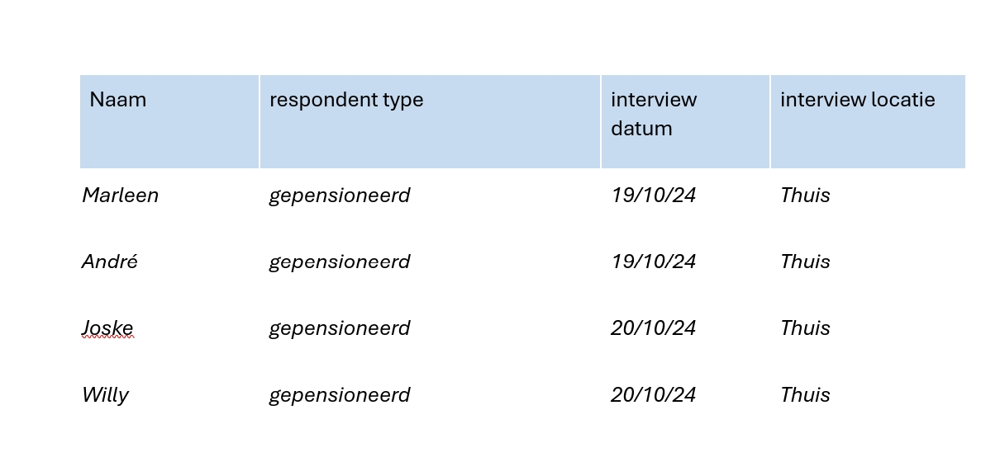 Naam respondent type interview datum interview locatie
Marleen gepensioneerd 19/10/24 Thuis
André gepensioneerd 19/10/24 Thuis
Joske gepensioneerd 20/10/24 Thuis
Willy gepensioneerd 20/10/24 Thuis